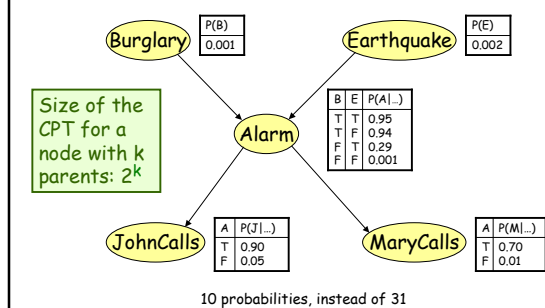 Burglary
P(B)
0.001
Earthquake
P(E)
0.002
Size of the
CPT for a
node with k
parents: 2^k
Alarm
B E P(A|...)
T T 0.95
T F 0.94
F T 0.29
F F 0.001
JohnCalls
A P(J|...)
T 0.90
F 0.05
MaryCalls
A P(M|...)
T 0.70
F 0.01
10 probabilities, instead of 31